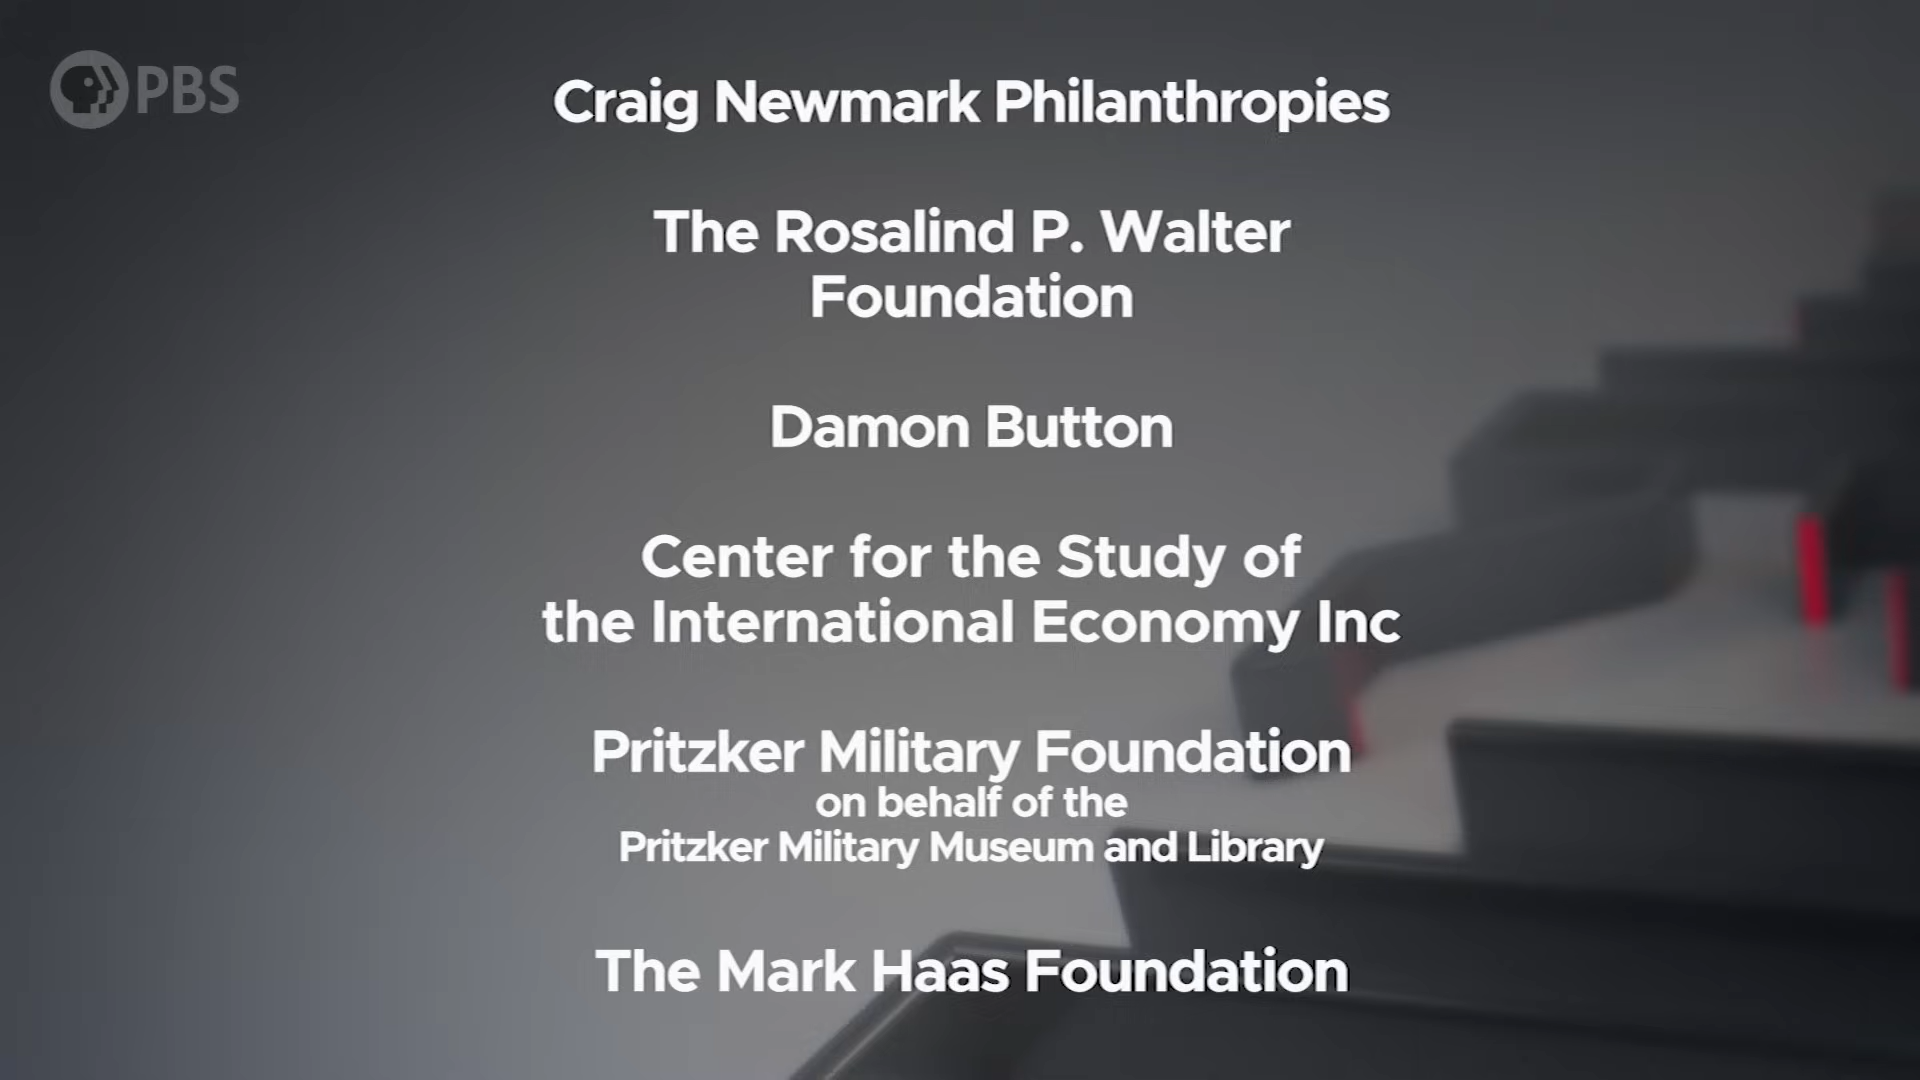 PBS
Craig Newmark Philanthropies
The Rosalind P. Walter
Foundation
Damon Button
Center for the Study of
the International Economy Inc
Pritzker Military Foundation
on behalf of the
Pritzker Military Museum and Library
The Mark Haas Foundation